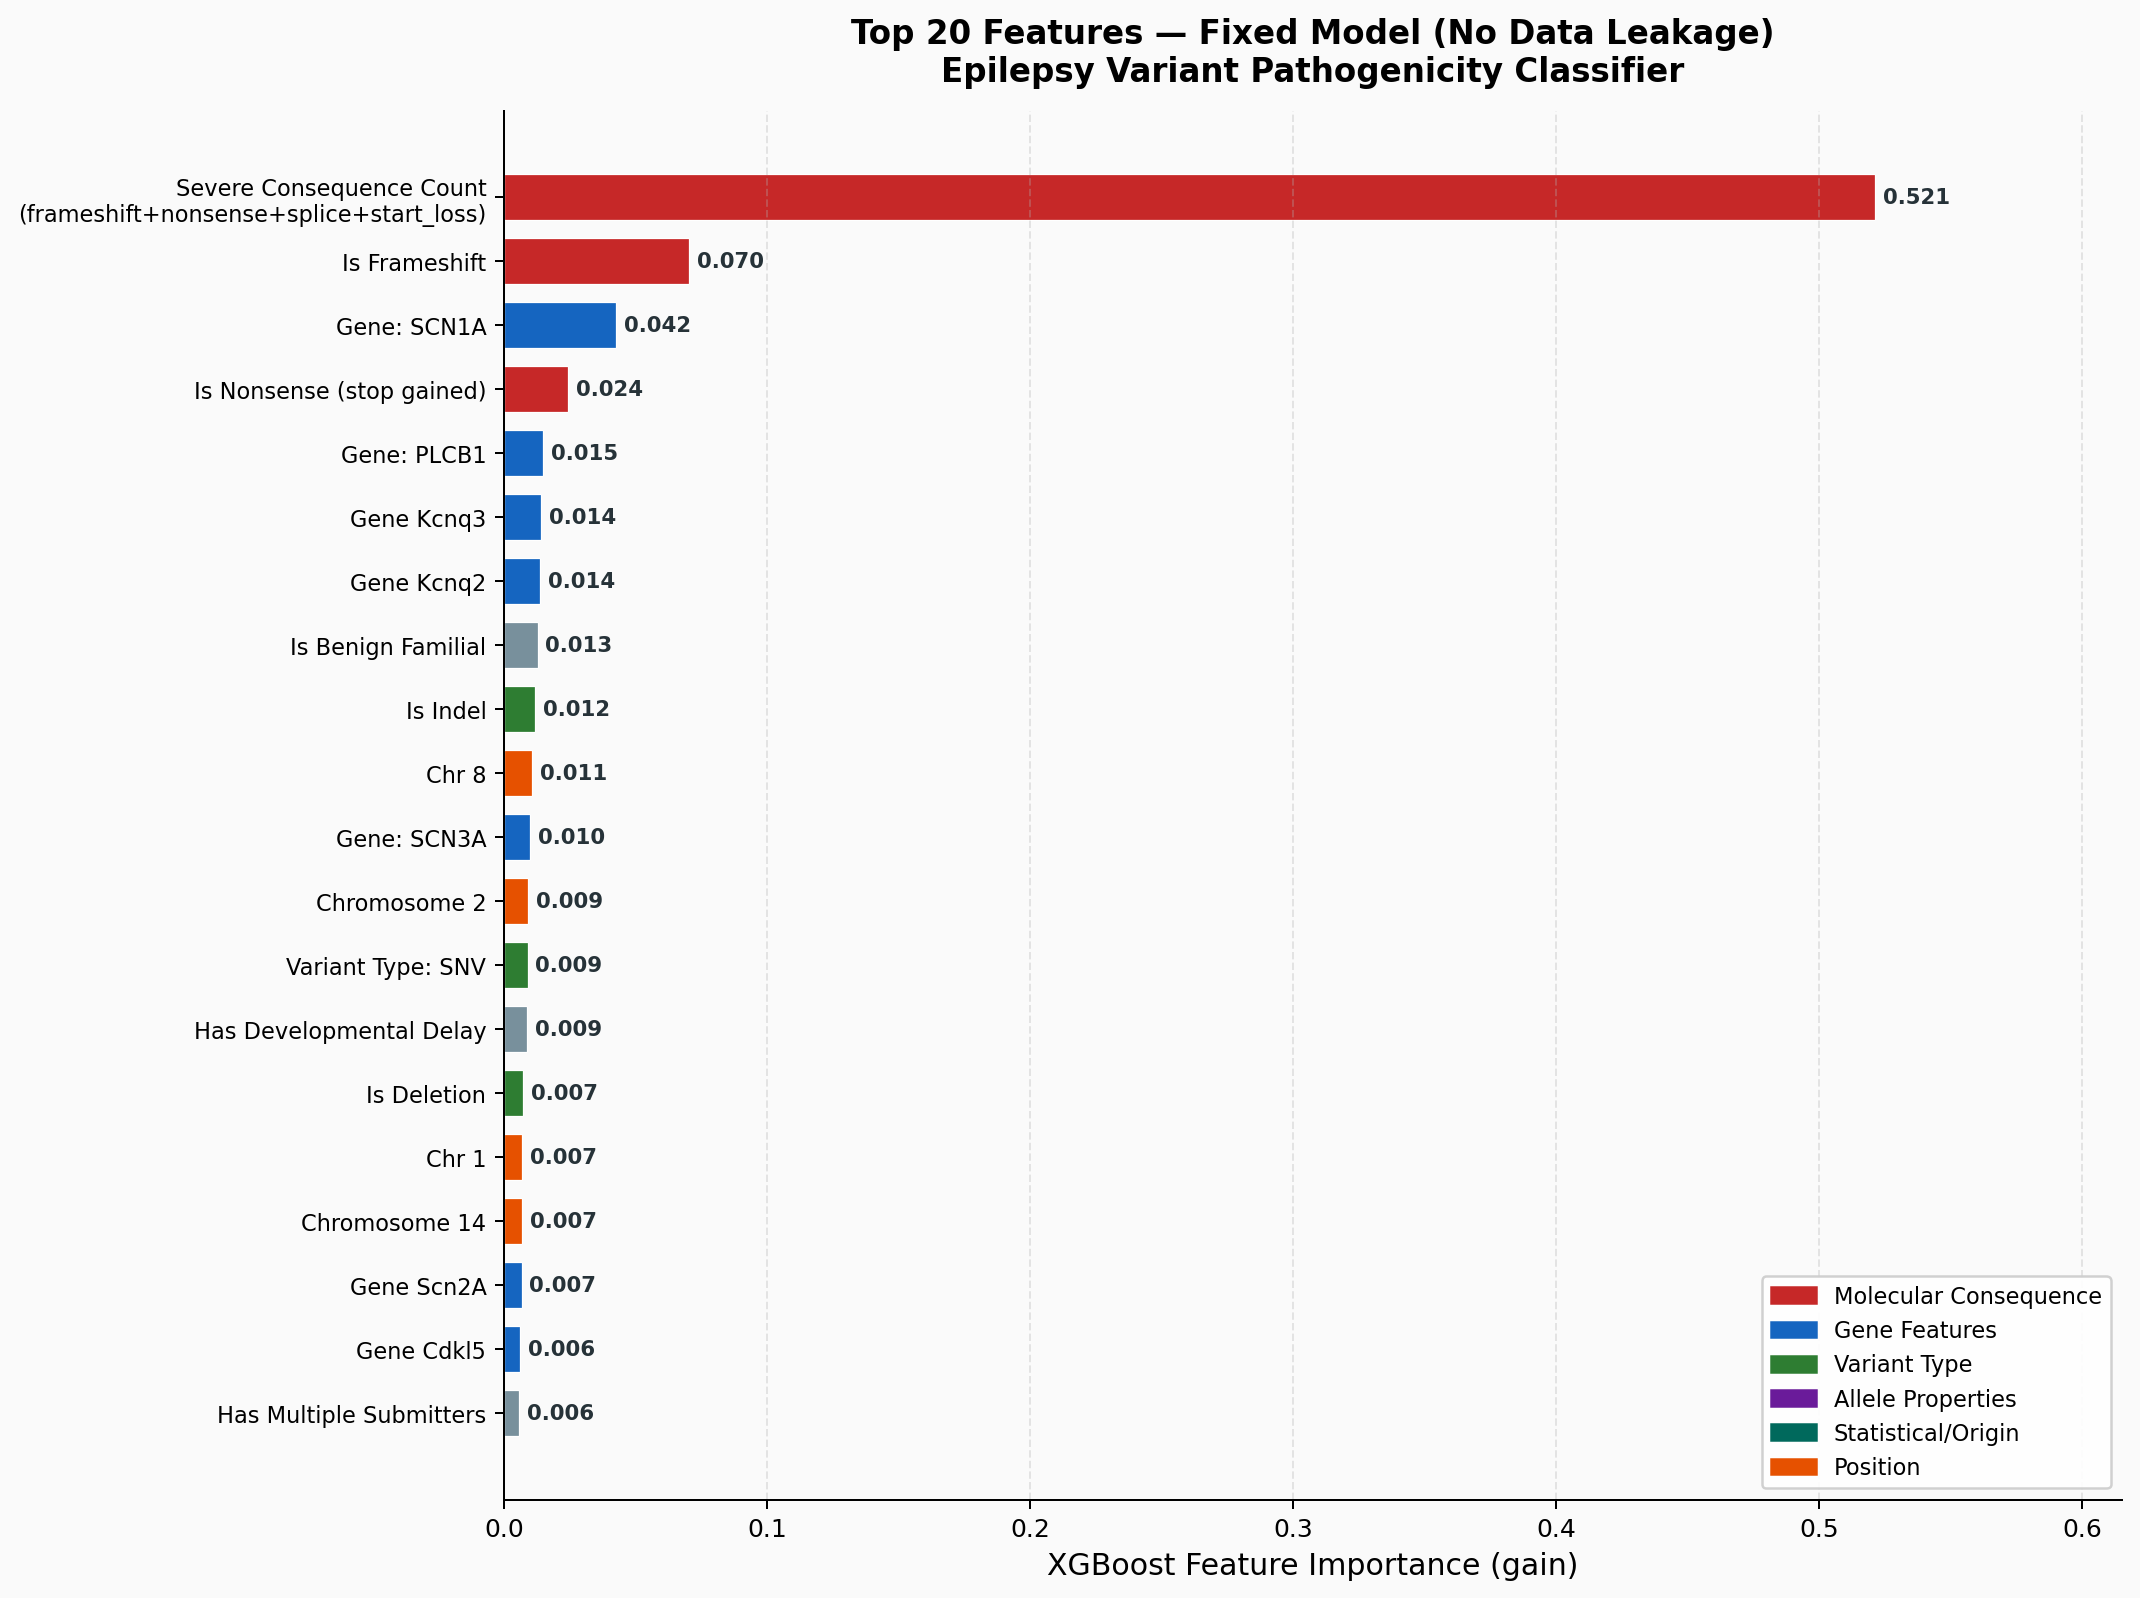 Top 20 Features — Fixed Model (No Data Leakage)
Epilepsy Variant Pathogenicity Classifier
Severe Consequence Count
(frameshift+nonsense+splice+start_loss)
0.521
Is Frameshift
0.070
Gene: SCN1A
0.042
Is Nonsense (stop gained)
0.024
Gene: PLCB1
0.015
Gene Kcnq3
0.014
Gene Kcnq2
0.014
Is Benign Familial
0.013
Is Indel
0.012
Chr 8
0.011
Gene: SCN3A
0.010
Chromosome 2
0.009
Variant Type: SNV
0.009
Has Developmental Delay
0.009
Is Deletion
0.007
Chr 1
0.007
Chromosome 14
0.007
Gene Scn2A
0.007
Gene Cdkl5
0.006
Has Multiple Submitters
0.006
Molecular Consequence
Gene Features
Variant Type
Allele Properties
Statistical/Origin
Position
0.0 0.1 0.2 0.3 0.4 0.5 0.6
XGBoost Feature Importance (gain)